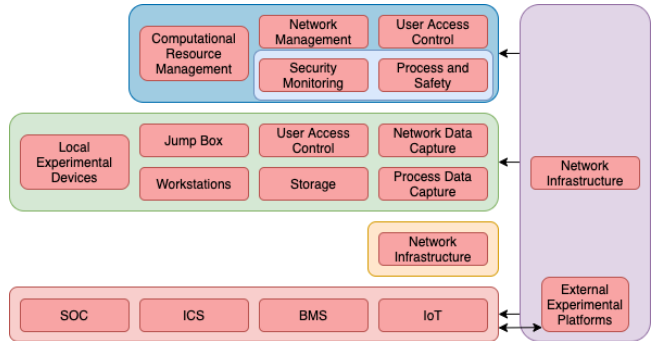 Computational
Resource
Management
Network
Management
User Access
Control
Security
Monitoring
Process and
Safety
Local
Experimental
Devices
Jump Box
User Access
Control
Network Data
Capture
Workstations
Storage
Process Data
Capture
Network
Infrastructure
Network
Infrastructure
SOC
ICS
BMS
IoT
External
Experimental
Platforms